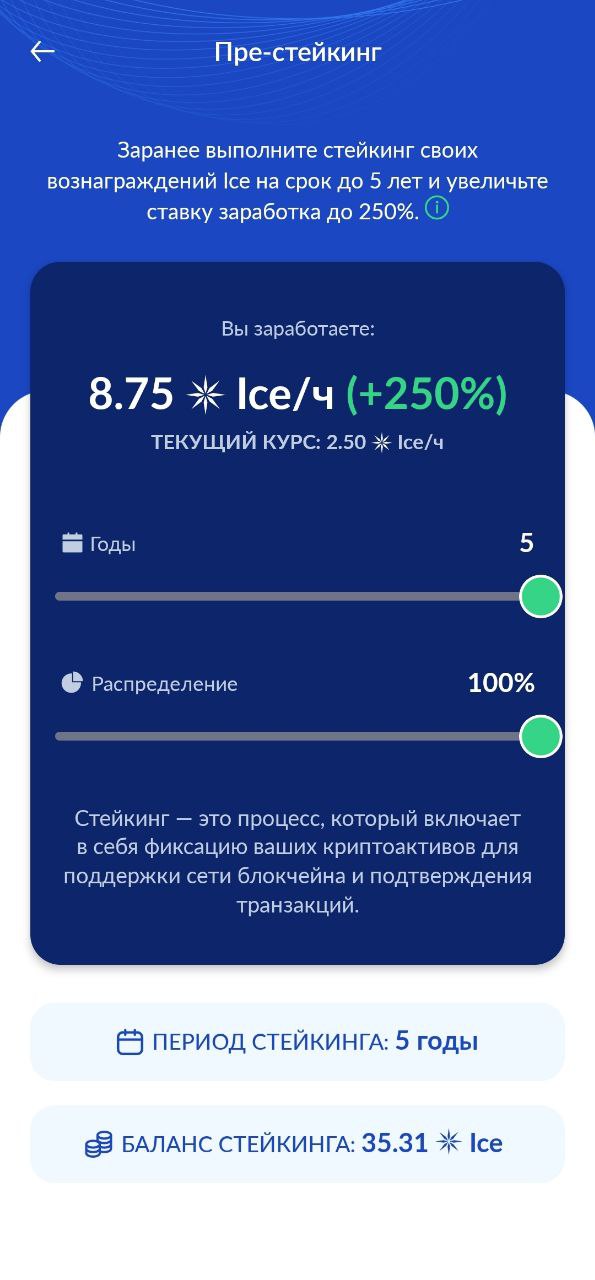 Пре-стейкинг
Заранее выполните стейкинг своих
вознаграждений Ice на срок до 5 лет и увеличьте
ставку заработка до 250%.
Вы заработаете:
8.75 Ice/ч (+250%)
ТЕКУЩИЙ КУРС: 2.50 Ice/ч
Годы 5
Распределение 100%
Стейкинг — это процесс, который включает
в себя фиксацию ваших криптоактивов для
поддержки сети блокчейна и подтверждения
транзакций.
ПЕРИОД СТЕЙКИНГА: 5 годы
БАЛАНС СТЕЙКИНГА: 35.31 Ice